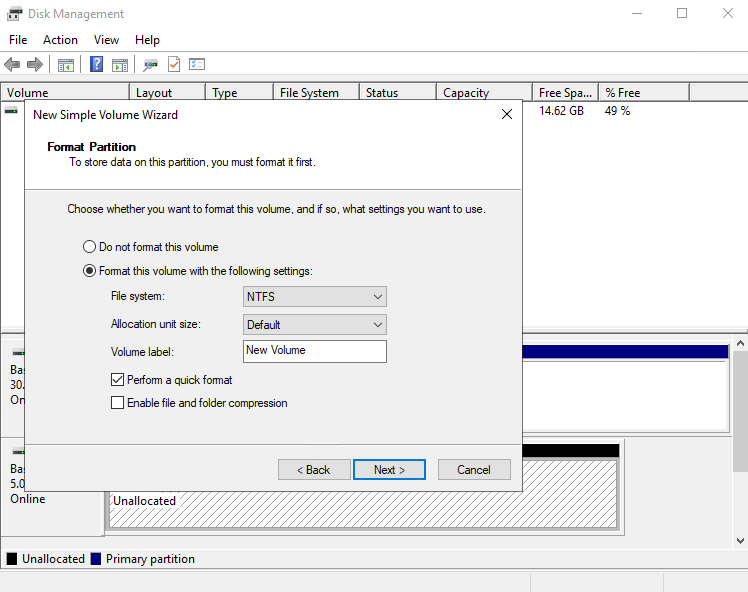 Disk Management
File Action View Help
Volume Layout Type File System Status Capacity Free Spa... % Free
14.62 GB 49 %
New Simple Volume Wizard
Format Partition
To store data on this partition, you must format it first.
Choose whether you want to format this volume, and if so, what settings you want to use.
Do not format this volume
Format this volume with the following settings:
File system: NTFS
Allocation unit size: Default
Volume label: New Volume
Perform a quick format
Enable file and folder compression
< Back Next > Cancel
Ba
30.
On
Ba
5.0
Online
Unallocated
Unallocated Primary partition